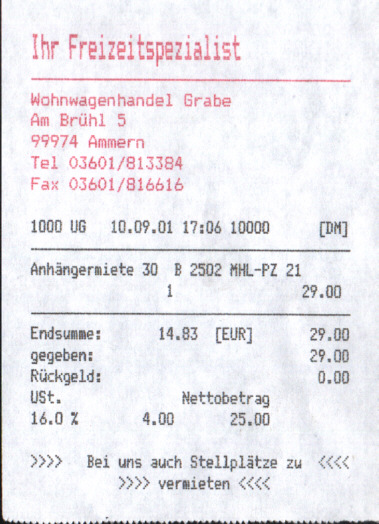 Ihr Freizeitspezialist
Wohnwagenhandel Grabe
Am Brühl 5
99974 Ammern
Tel 03601/813384
Fax 03601/816616
1000 UG 10.09.01 17:06 10000 [DM]
Anhängermiete 30 B 2502 MHL-PZ 21
1 29.00
Endsumme: 14.83 [EUR] 29.00
gegeben: 29.00
Rückgeld: 0.00
USt. Nettobetrag
16.0 % 4.00 25.00
>>>> Bei uns auch Stellplätze zu <<<<
>>>> vermieten <<<<